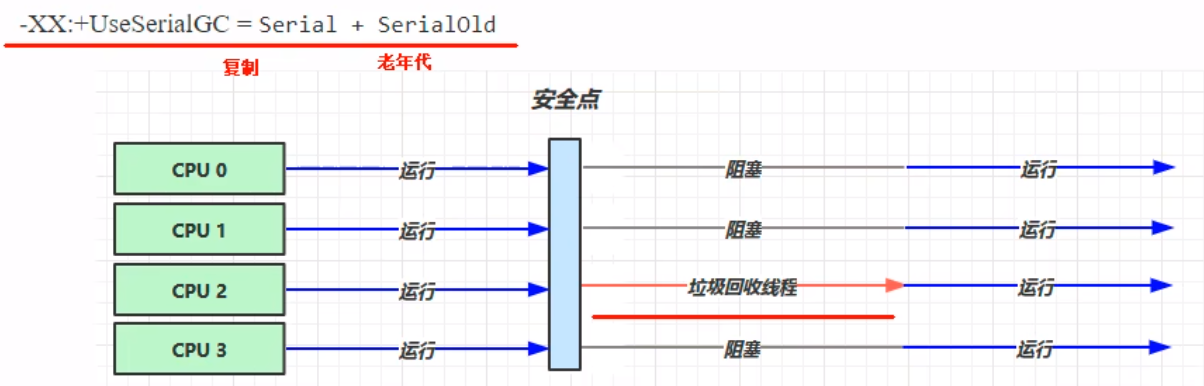 -XX:+UseSerialGC = Serial + SerialOld
复制 老年代
安全点
CPU 0 运行 阻塞 运行
CPU 1 运行 阻塞 运行
CPU 2 运行 垃圾回收线程 运行
CPU 3 运行 阻塞 运行